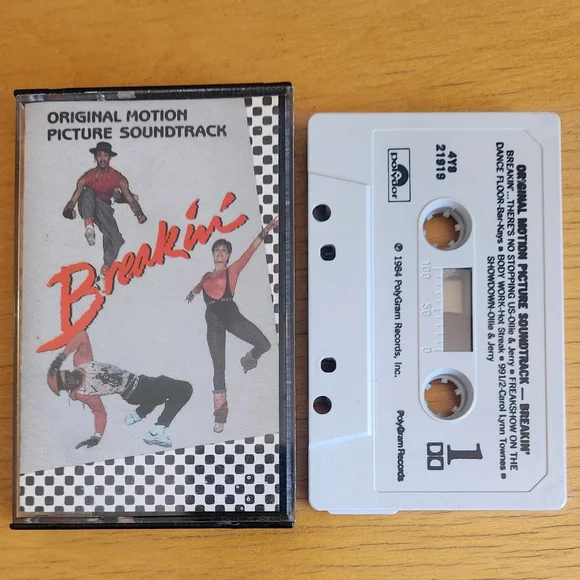 ORIGINAL MOTION
PICTURE SOUNDTRACK
Breakin'
polydor
4YS
21919
ORIGINAL MOTION PICTURE SOUNDTRACK — BREAKIN'
BREAKIN'...THERE'S NO STOPPING US-Ollie & Jerry ■ FREAKSHOW ON THE
DANCE FLOOR-Bar-Kays ■ BODY WORK-Hot Streak ■ 991/2-Carol Lynn Townes ■
SHOWDOWN-Ollie & Jerry
100 50 0
℗ 1984 PolyGram Records, Inc.
PolyGram Records
1